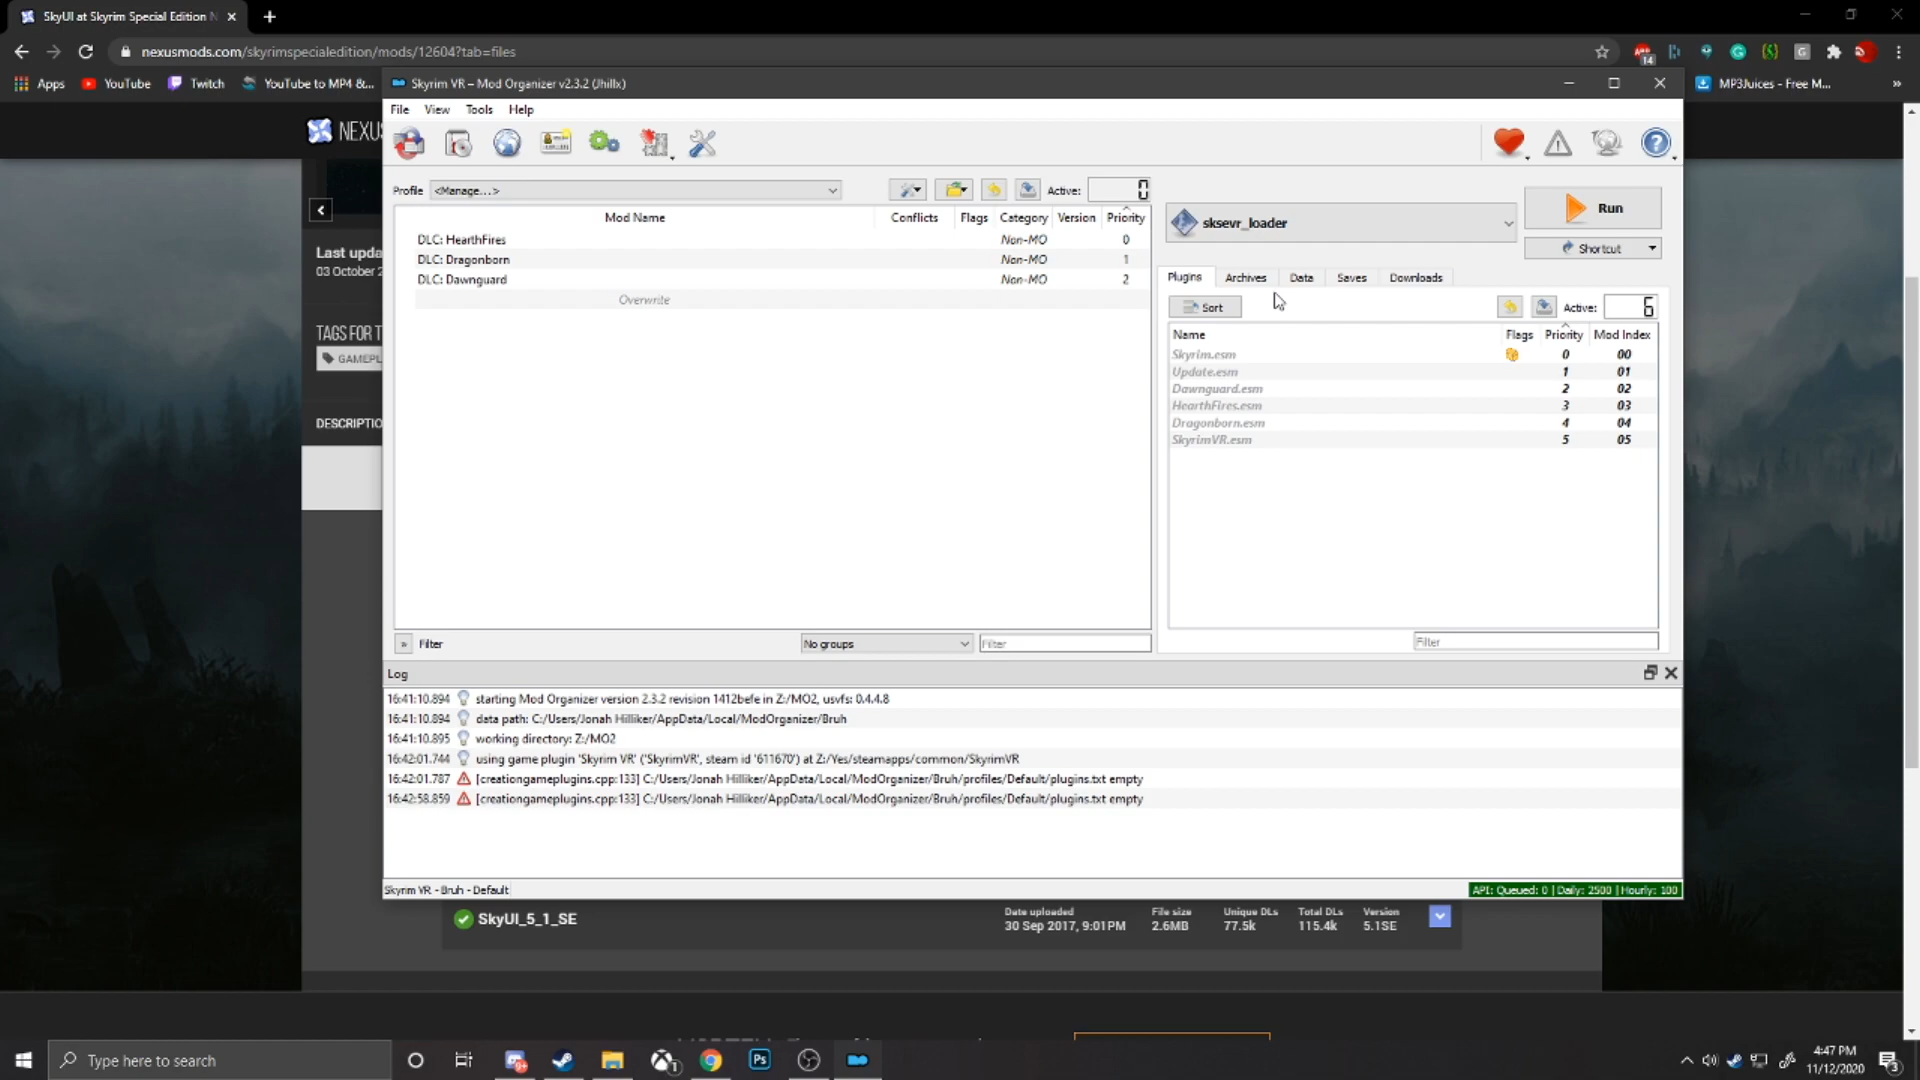 SkyUI at Skyrim Special Edition N
nexusmods.com/skyrimspecialedition/mods/12604?tab=files
14
Apps
YouTube
Twitch
YouTube to MP4 &...
MP3Juices - Free M...
Skyrim VR – Mod Organizer v2.3.2 (Jhillx)
File View Tools Help
NEXUS
Profile <Manage...>
Active: 0
Mod Name Conflicts Flags Category Version Priority
DLC: HearthFires Non-MO 0
DLC: Dragonborn Non-MO 1
DLC: Dawnguard Non-MO 2
Overwrite
sksevr_loader
Run
Shortcut
Plugins Archives Data Saves Downloads
Sort
Active: 6
Name Flags Priority Mod Index
Skyrim.esm 0 00
Update.esm 1 01
Dawnguard.esm 2 02
HearthFires.esm 3 03
Dragonborn.esm 4 04
SkyrimVR.esm 5 05
Last upda
03 October 2
TAGS FOR T
GAMEPL
DESCRIPTIO
» Filter No groups Filter
Filter
Log
16:41:10.894 starting Mod Organizer version 2.3.2 revision 1412befe in Z:/MO2, usvfs: 0.4.4.8
16:41:10.894 data path: C:/Users/Jonah Hilliker/AppData/Local/ModOrganizer/Bruh
16:41:10.895 working directory: Z:/MO2
16:42:01.744 using game plugin 'Skyrim VR' ('SkyrimVR', steam id '611670') at Z:/Yes/steamapps/common/SkyrimVR
16:42:01.787 [creationgameplugins.cpp:133] C:/Users/Jonah Hilliker/AppData/Local/ModOrganizer/Bruh/profiles/Default/plugins.txt empty
16:42:58.859 [creationgameplugins.cpp:133] C:/Users/Jonah Hilliker/AppData/Local/ModOrganizer/Bruh/profiles/Default/plugins.txt empty
Skyrim VR - Bruh - Default
API: Queued: 0 | Daily: 2500 | Hourly: 100
SkyUI_5_1_SE
Date uploaded File size Unique DLs Total DLs Version
30 Sep 2017, 9:01PM 2.6MB 77.5k 115.4k 5.1SE
Type here to search
Ps
4:47 PM
11/12/2020
3